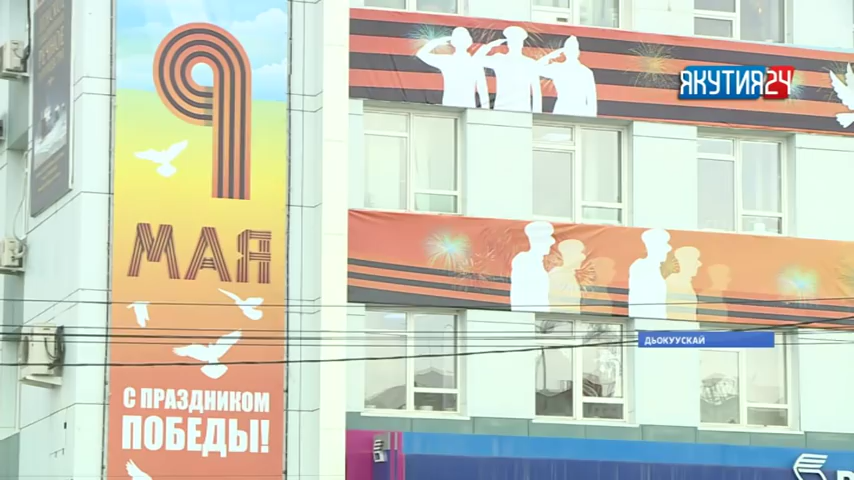 9
МАЯ
С ПРАЗДНИКОМ
ПОБЕДЫ!
ЯКУТИЯ24
ДЬОКУУСКАЙ